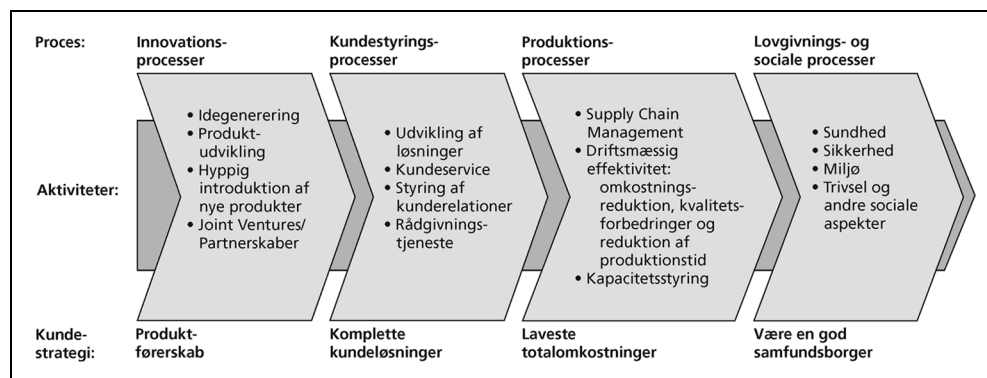 Proces:
Innovations-
processer
Kundestyrings-
processer
Produktions-
processer
Lovgivnings- og
sociale processer
Aktiviteter:
• Idegenerering
• Produkt-
udvikling
• Hyppig
introduktion af
nye produkter
• Joint Ventures/
Partnerskaber
• Udvikling af
løsninger
• Kundeservice
• Styring af
kunderelationer
• Rådgivnings-
tjeneste
• Supply Chain
Management
• Driftsmæssig
effektivitet:
omkostnings-
reduktion, kvalitets-
forbedringer og
reduktion af
produktionstid
• Kapacitetsstyring
• Sundhed
• Sikkerhed
• Miljø
• Trivsel og
andre sociale
aspekter
Kunde-
strategi:
Produkt-
førerskab
Komplette
kundeløsninger
Laveste
totalomkostninger
Være en god
samfundsborger